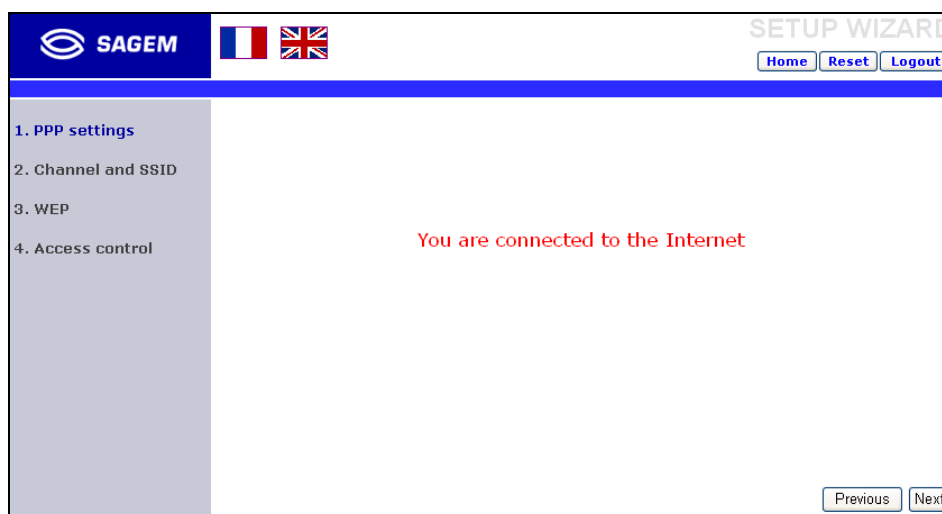 SAGEM
SETUP WIZARD
Home Reset Logout
1. PPP settings
2. Channel and SSID
3. WEP
4. Access control
You are connected to the Internet
Previous Next